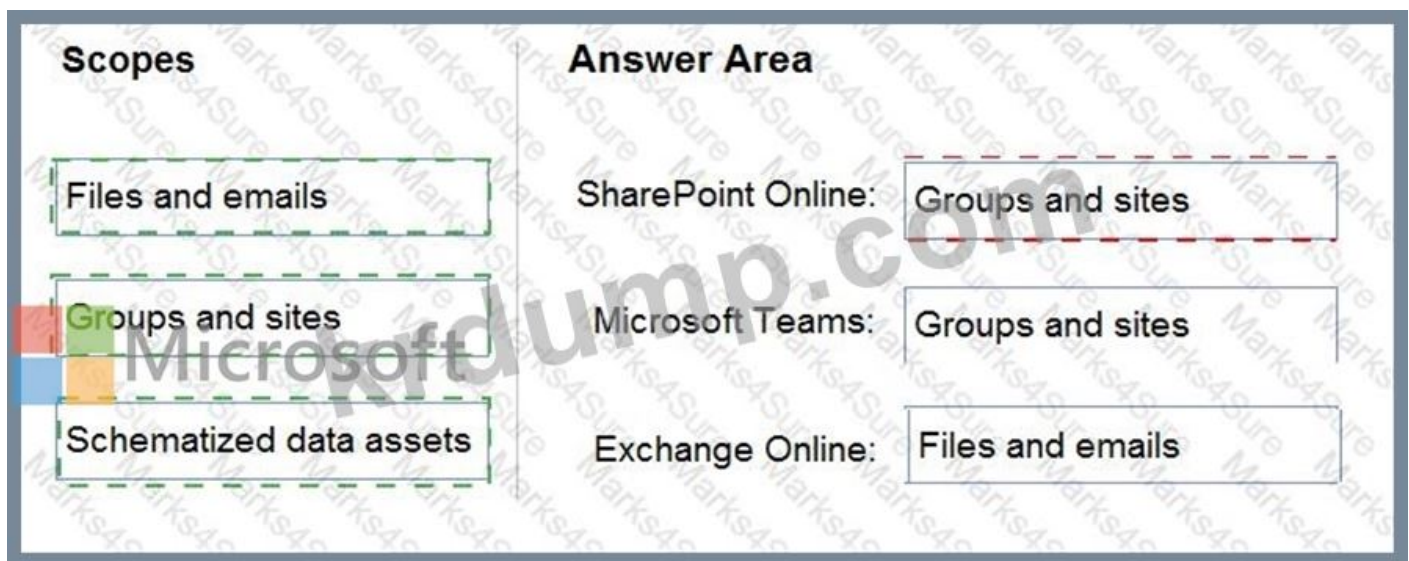 Scopes
Answer Area
Files and emails
SharePoint Online:
Groups and sites
Groups and sites
Microsoft Teams:
Groups and sites
Schematized data assets
Exchange Online:
Files and emails
Microsoft
krdump.com
Marks4Sure